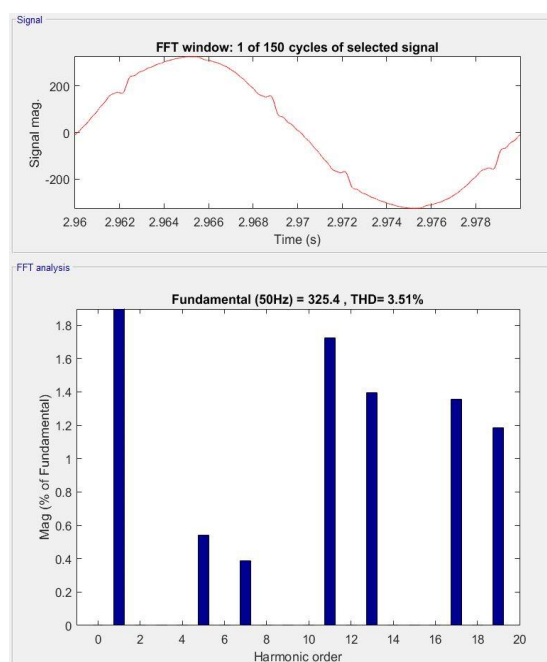 Signal
FFT window: 1 of 150 cycles of selected signal
200
0
-200
Signal mag.
2.96 2.962 2.964 2.966 2.968 2.97 2.972 2.974 2.976 2.978
Time (s)
FFT analysis
Fundamental (50Hz) = 325.4 , THD= 3.51%
1.8
1.6
1.4
1.2
1
0.8
0.6
0.4
0.2
0
Mag (% of Fundamental)
0 2 4 6 8 10 12 14 16 18 20
Harmonic order